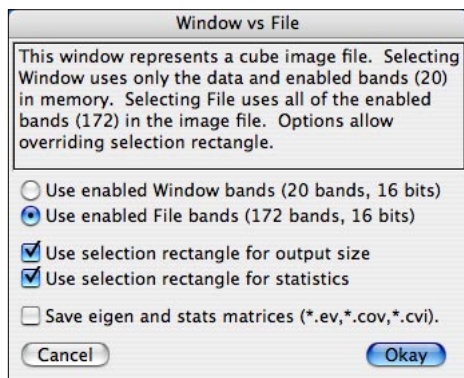 Window vs File
This window represents a cube image file.  Selecting
Window uses only the data and enabled bands (20)
in memory.  Selecting File uses all of the enabled
bands (172) in the image file.  Options allow
overriding selection rectangle.
Use enabled Window bands (20 bands, 16 bits)
Use enabled File bands (172 bands, 16 bits)
Use selection rectangle for output size
Use selection rectangle for statistics
Save eigen and stats matrices (*.ev,*.cov,*.cvi).
Cancel Okay